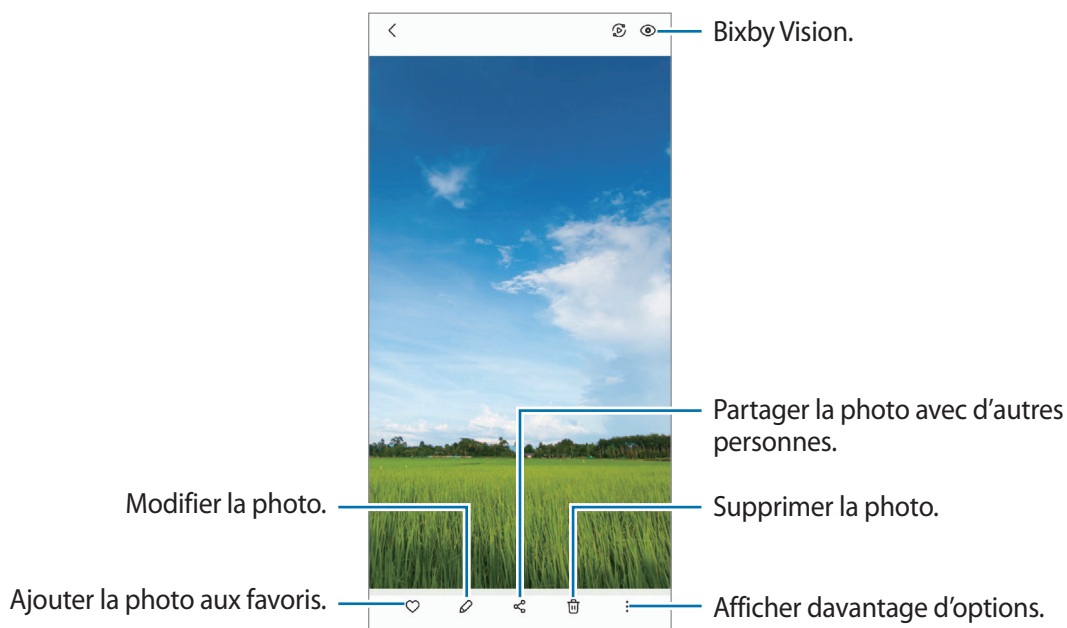 Bixby Vision.
Partager la photo avec d’autres
personnes.
Modifier la photo.
Supprimer la photo.
Ajouter la photo aux favoris.
Afficher davantage d’options.